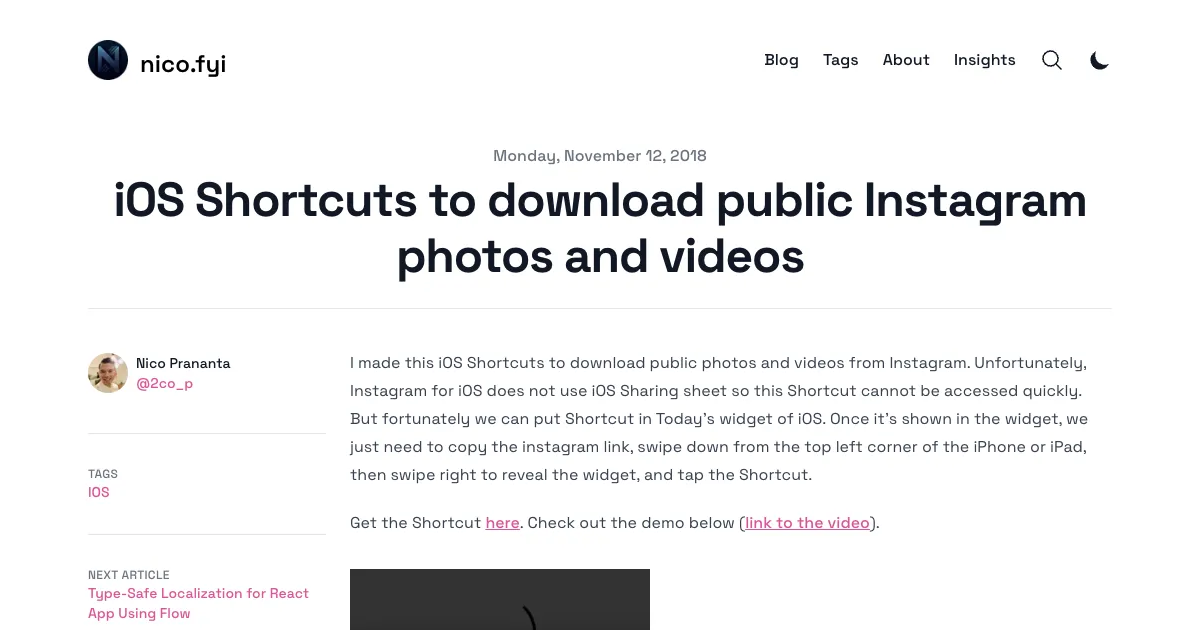 nico.fyi
Blog Tags About Insights
Monday, November 12, 2018
iOS Shortcuts to download public Instagram
photos and videos
Nico Prananta
@2co_p
TAGS
IOS
NEXT ARTICLE
Type-Safe Localization for React
App Using Flow
I made this iOS Shortcuts to download public photos and videos from Instagram. Unfortunately,
Instagram for iOS does not use iOS Sharing sheet so this Shortcut cannot be accessed quickly.
But fortunately we can put Shortcut in Today's widget of iOS. Once it's shown in the widget, we
just need to copy the instagram link, swipe down from the top left corner of the iPhone or iPad,
then swipe right to reveal the widget, and tap the Shortcut.
Get the Shortcut here. Check out the demo below (link to the video).